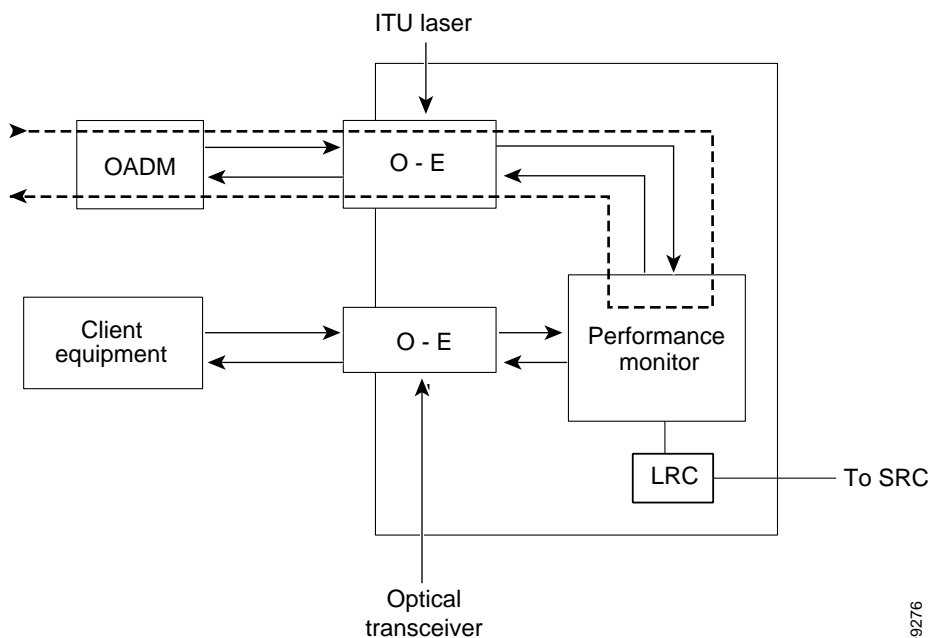 ITU laser
OADM
O - E
Client
equipment
O - E
Performance
monitor
LRC
To SRC
Optical
transceiver
9276